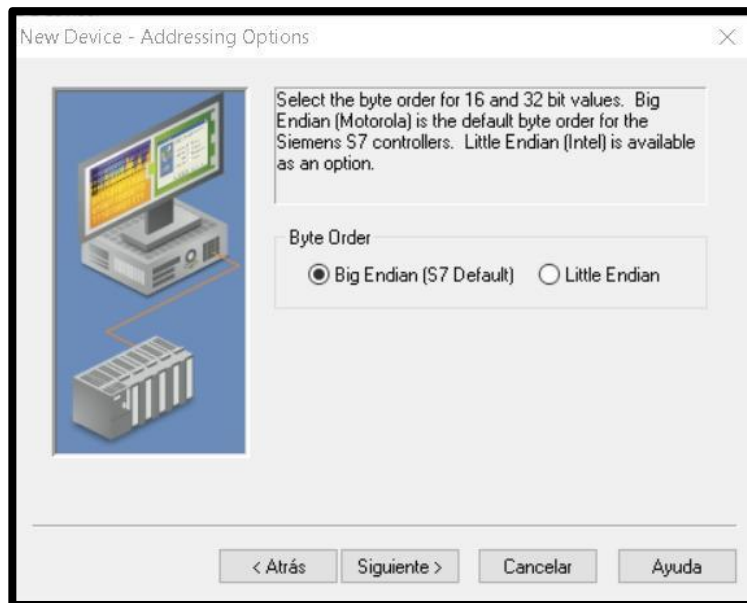 New Device - Addressing Options
Select the byte order for 16 and 32 bit values. Big
Endian (Motorola) is the default byte order for the
Siemens S7 controllers. Little Endian (Intel) is available
as an option.
Byte Order
Big Endian (S7 Default) Little Endian
< Atrás Siguiente > Cancelar Ayuda